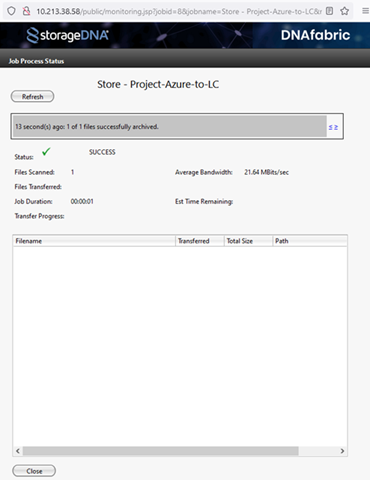 10.213.38.58/public/monitoring.jsp?jobid=8&jobname=Store - Project-Azure-to-LC&r
storageDNA DNAfabric
Job Process Status
Store - Project-Azure-to-LC
Refresh
13 second(s) ago: 1 of 1 files successfully archived. ≤ ≥
Status: SUCCESS
Files Scanned: 1 Average Bandwidth: 21.64 MBits/sec
Files Transferred:
Job Duration: 00:00:01 Est Time Remaining:
Transfer Progress:
Filename Transferred Total Size Path
Close